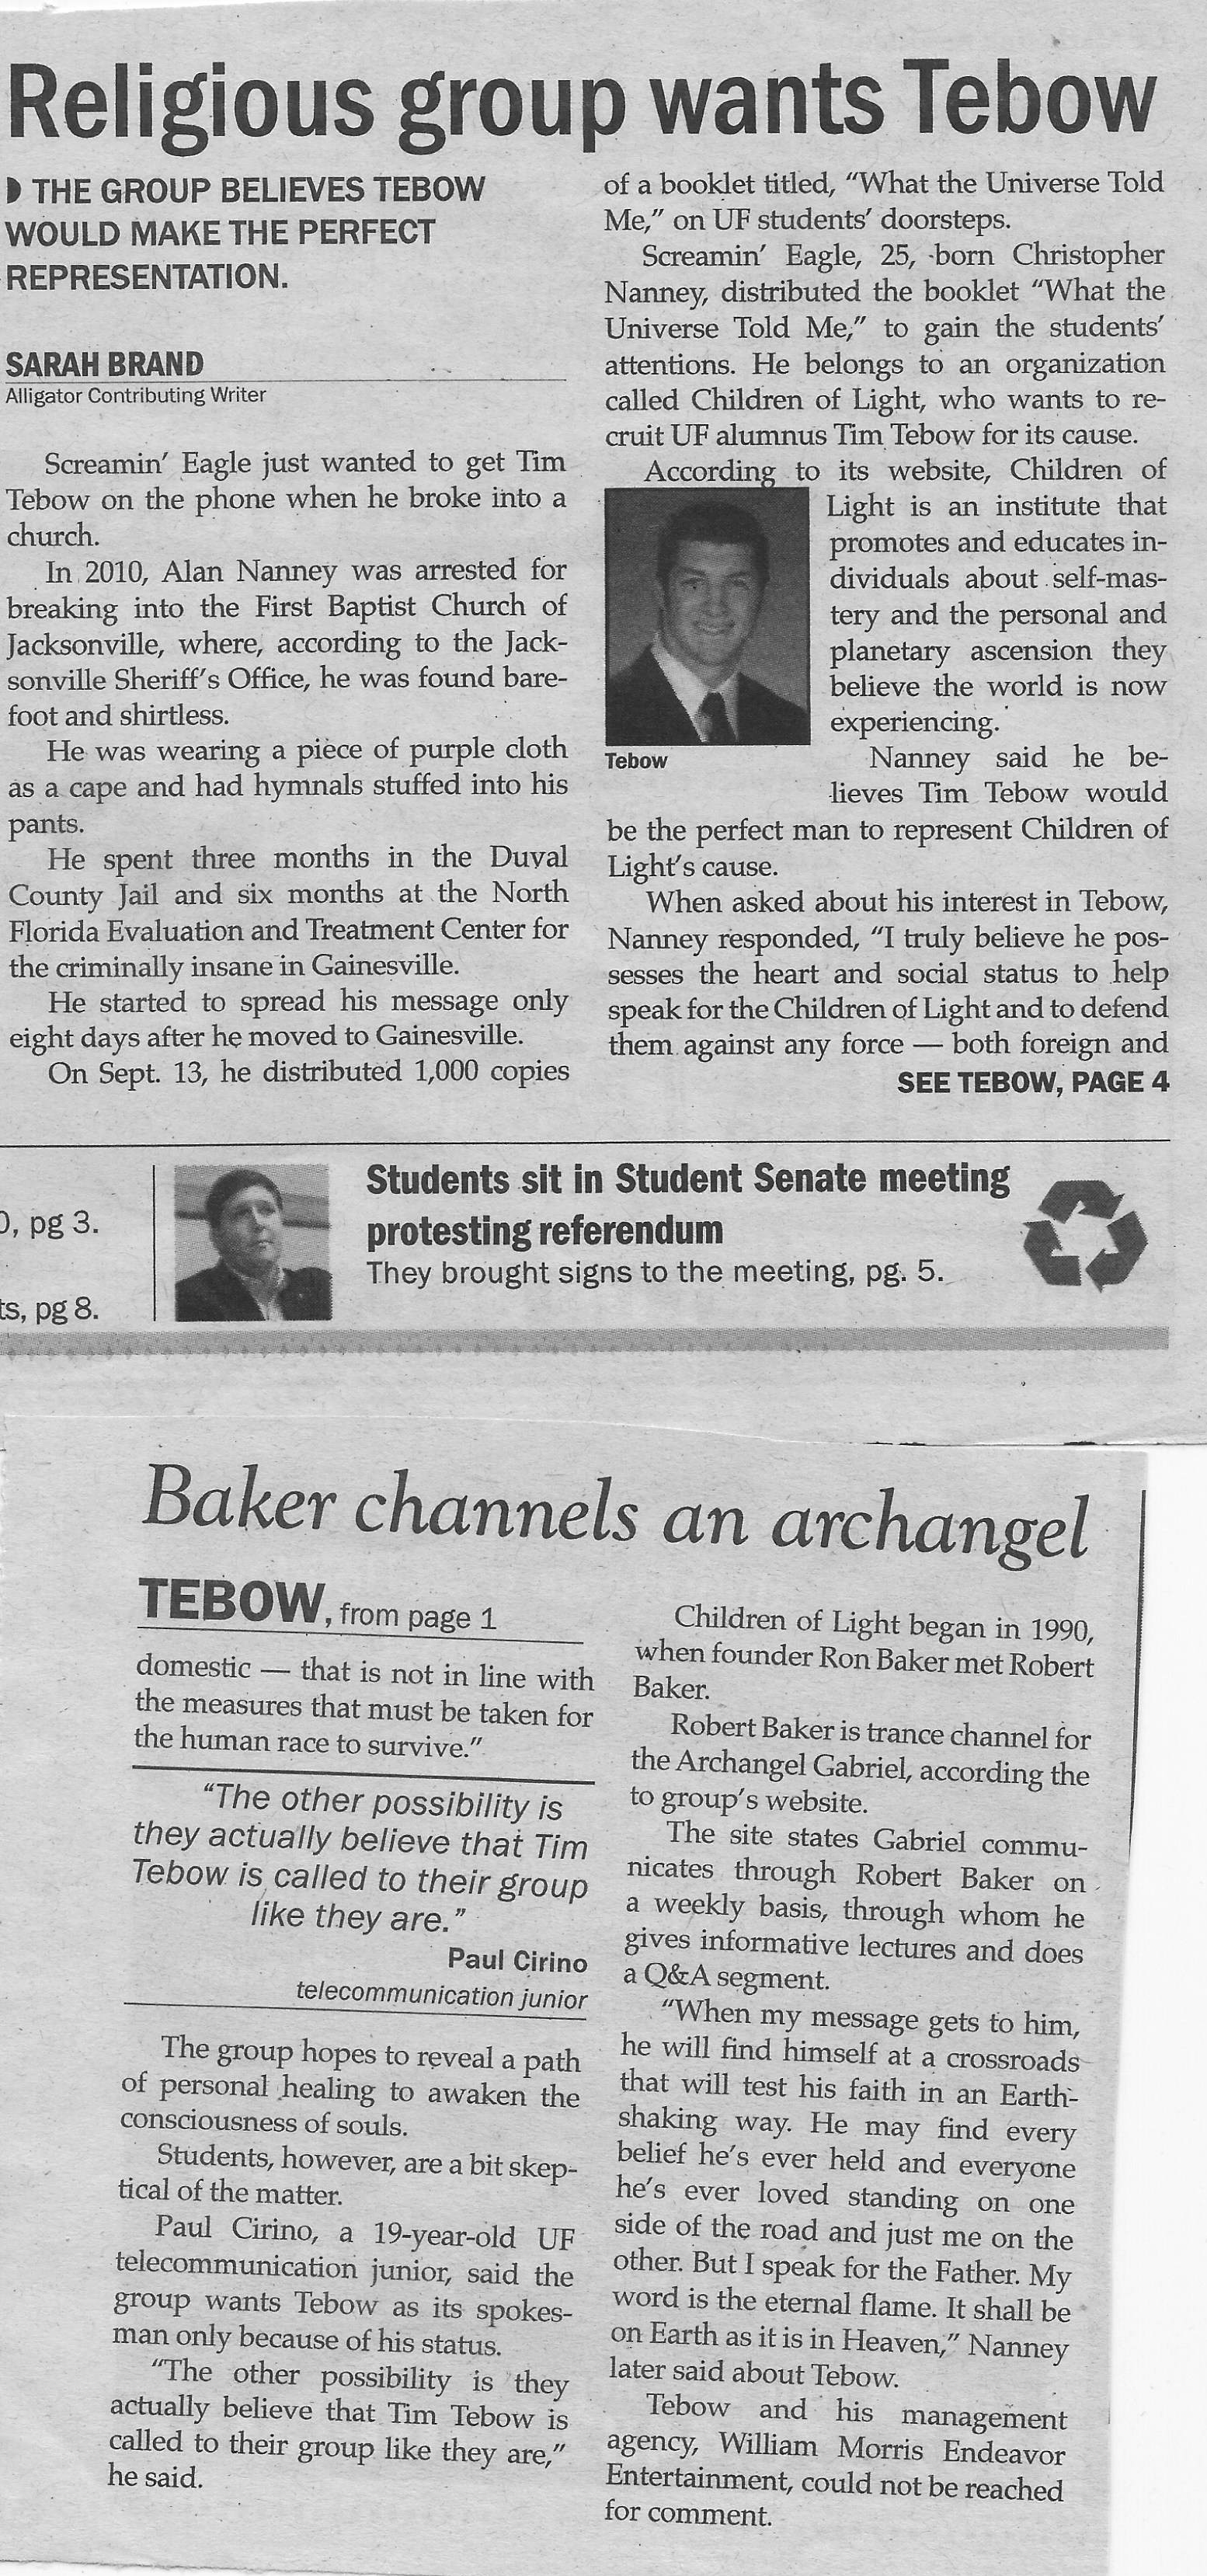 Religious group wants Tebow
◗ THE GROUP BELIEVES TEBOW
WOULD MAKE THE PERFECT
REPRESENTATION.
SARAH BRAND
Alligator Contributing Writer
Screamin' Eagle just wanted to get Tim
Tebow on the phone when he broke into a
church.
In 2010, Alan Nanney was arrested for
breaking into the First Baptist Church of
Jacksonville, where, according to the Jack-
sonville Sheriff's Office, he was found bare-
foot and shirtless.
He was wearing a piece of purple cloth
as a cape and had hymnals stuffed into his
pants.
He spent three months in the Duval
County Jail and six months at the North
Florida Evaluation and Treatment Center for
the criminally insane in Gainesville.
He started to spread his message only
eight days after he moved to Gainesville.
On Sept. 13, he distributed 1,000 copies
of a booklet titled, "What the Universe Told
Me," on UF students' doorsteps.
Screamin' Eagle, 25, born Christopher
Nanney, distributed the booklet "What the
Universe Told Me," to gain the students'
attentions. He belongs to an organization
called Children of Light, who wants to re-
cruit UF alumnus Tim Tebow for its cause.
According to its website, Children of
Light is an institute that
promotes and educates in-
dividuals about self-mas-
tery and the personal and
planetary ascension they
believe the world is now
experiencing.
Tebow
Nanney said he be-
lieves Tim Tebow would
be the perfect man to represent Children of
Light's cause.
When asked about his interest in Tebow,
Nanney responded, "I truly believe he pos-
sesses the heart and social status to help
speak for the Children of Light and to defend
them against any force — both foreign and
SEE TEBOW, PAGE 4
0, pg 3.
ts, pg 8.
Students sit in Student Senate meeting
protesting referendum
They brought signs to the meeting, pg. 5.
Baker channels an archangel
TEBOW, from page 1
domestic — that is not in line with
the measures that must be taken for
the human race to survive."
"The other possibility is
they actually believe that Tim
Tebow is called to their group
like they are."
Paul Cirino
telecommunication junior
The group hopes to reveal a path
of personal healing to awaken the
consciousness of souls.
Students, however, are a bit skep-
tical of the matter.
Paul Cirino, a 19-year-old UF
telecommunication junior, said the
group wants Tebow as its spokes-
man only because of his status.
"The other possibility is they
actually believe that Tim Tebow is
called to their group like they are,"
he said.
Children of Light began in 1990,
when founder Ron Baker met Robert
Baker.
Robert Baker is trance channel for
the Archangel Gabriel, according the
to group's website.
The site states Gabriel commu-
nicates through Robert Baker on
a weekly basis, through whom he
gives informative lectures and does
a Q&A segment.
"When my message gets to him,
he will find himself at a crossroads
that will test his faith in an Earth-
shaking way. He may find every
belief he's ever held and everyone
he's ever loved standing on one
side of the road and just me on the
other. But I speak for the Father. My
word is the eternal flame. It shall be
on Earth as it is in Heaven," Nanney
later said about Tebow.
Tebow and his management
agency, William Morris Endeavor
Entertainment, could not be reached
for comment.